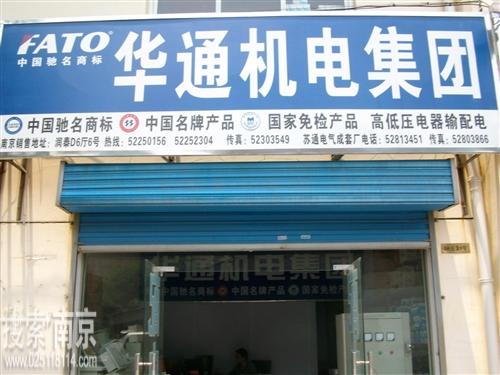 FATO
中国驰名商标
华通机电集团
中国驰名商标 中国名牌产品 国家免检产品 高低压电器输配电
南京销售地址：润泰D6厅6号 热线：52250156 52252304 传真：52303549 苏通电气成套厂电话：52813451 传真：52803866
华通机电集团
中国驰名商标 中国名牌产品 国家免检产品
搜索南京
www.025118114.com